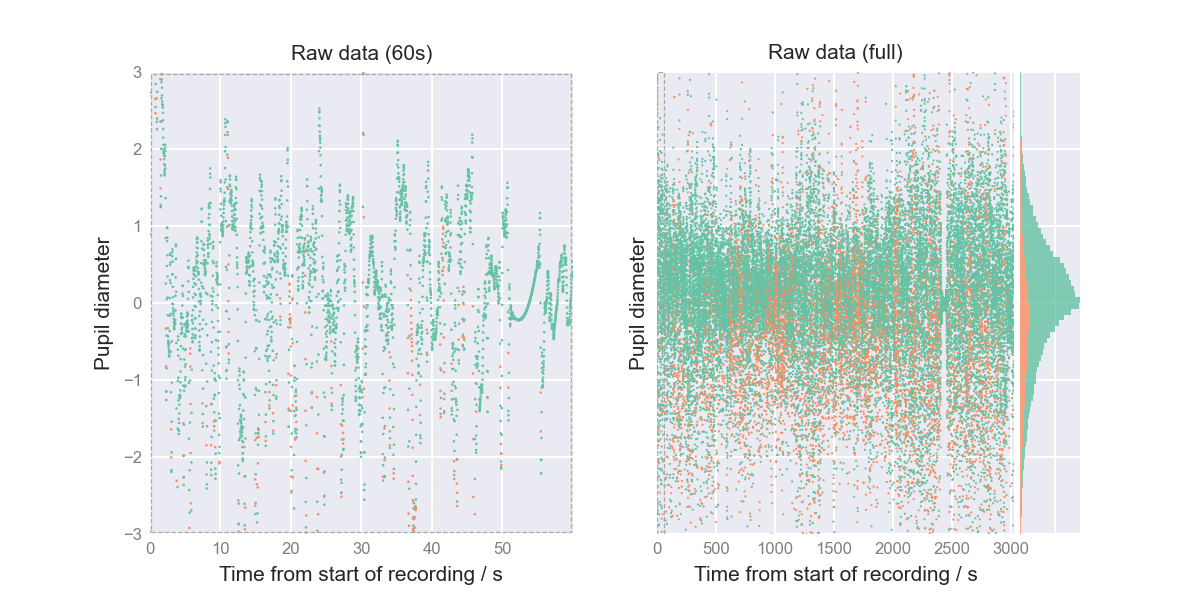 Raw data (60s)
Pupil diameter
3
2
1
0
−1
−2
−3
0 10 20 30 40 50
Time from start of recording / s
Raw data (full)
Pupil diameter
0 500 1000 1500 2000 2500 3000
Time from start of recording / s